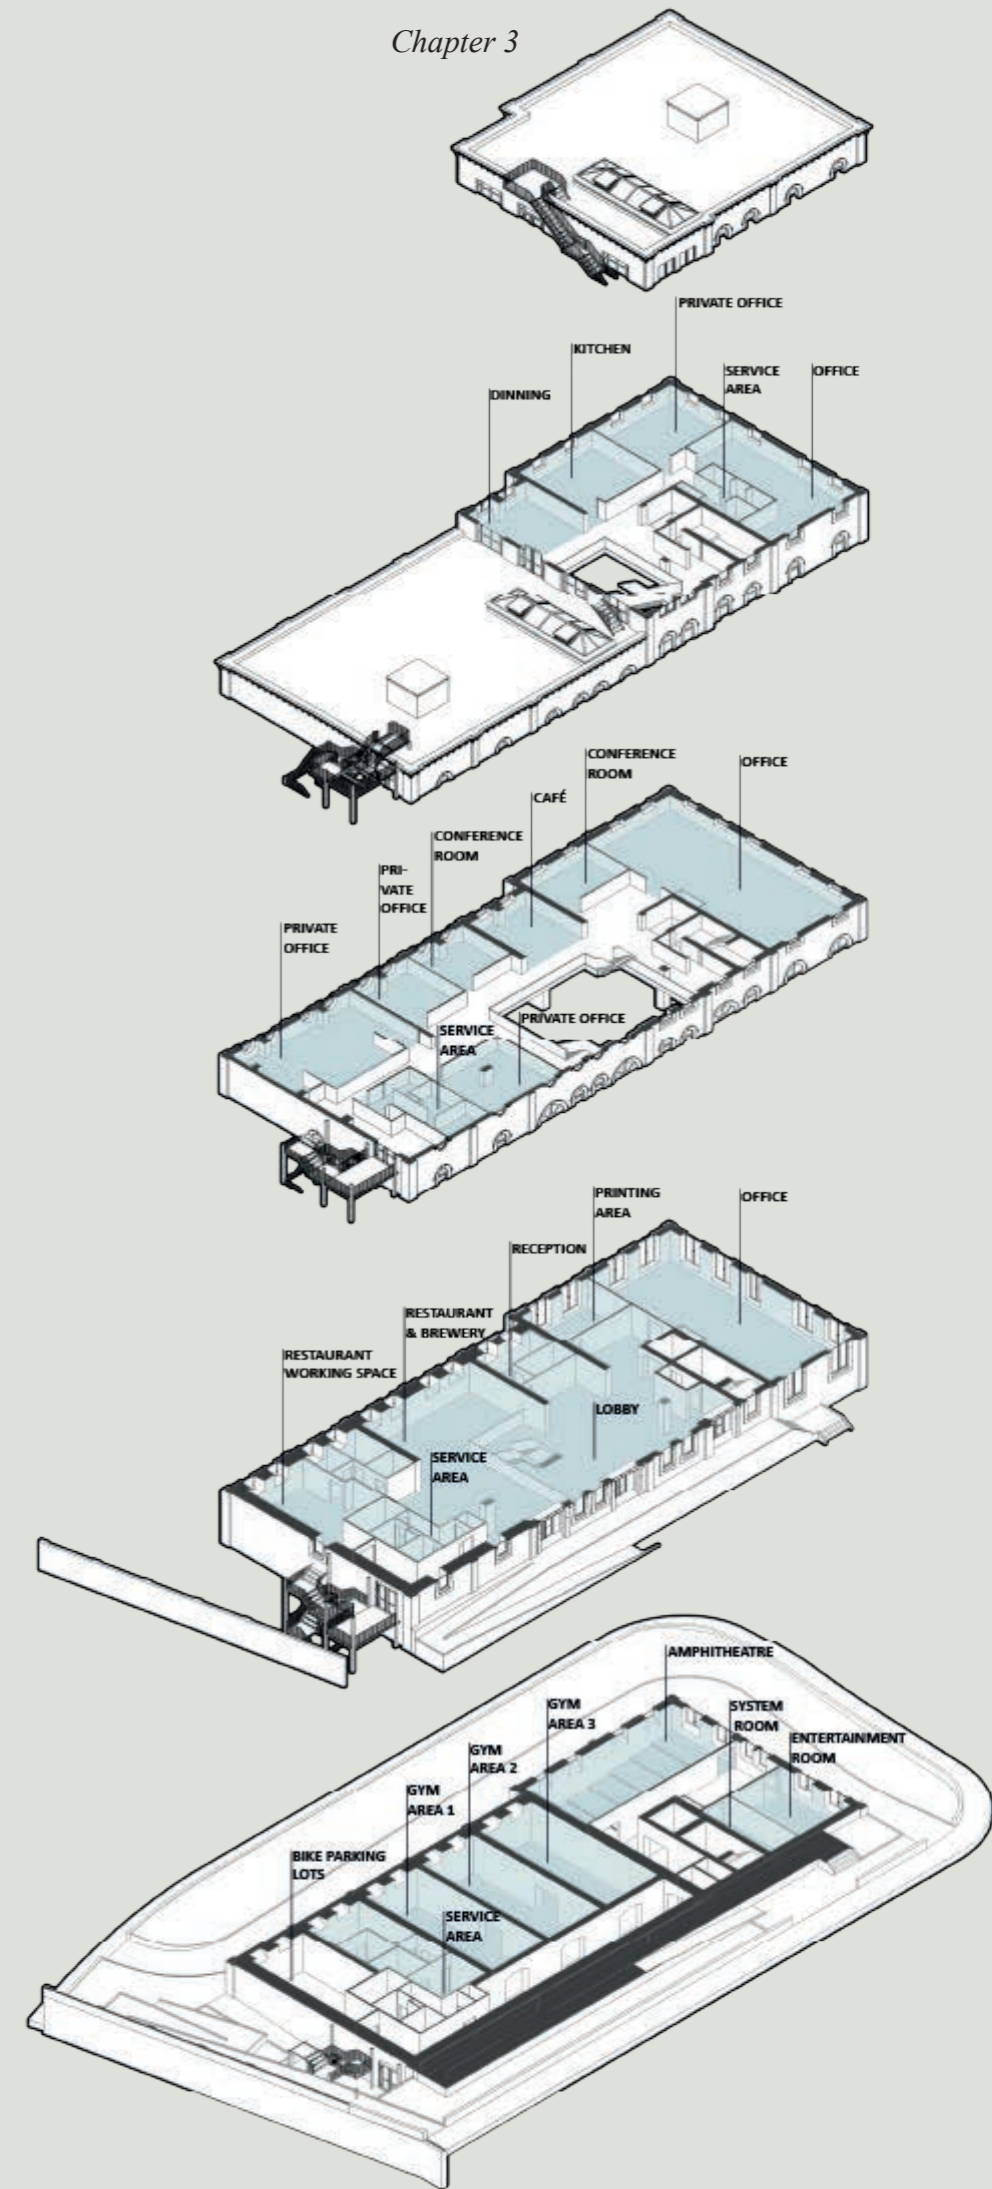 Chapter 3
PRIVATE OFFICE
KITCHEN
SERVICE
AREA
OFFICE
DINNING
CONFERENCE
ROOM
OFFICE
CAFÉ
CONFERENCE
ROOM
PRI-
VATE
OFFICE
PRIVATE
OFFICE
PRIVATE OFFICE
SERVICE
AREA
PRINTING
AREA
OFFICE
RECEPTION
RESTAURANT
& BREWERY
RESTAURANT
WORKING SPACE
LOBBY
SERVICE
AREA
AMPHITHEATRE
GYM
AREA 3
SYSTEM
ROOM
ENTERTAINMENT
ROOM
GYM
AREA 2
GYM
AREA 1
BIKE PARKING
LOTS
SERVICE
AREA